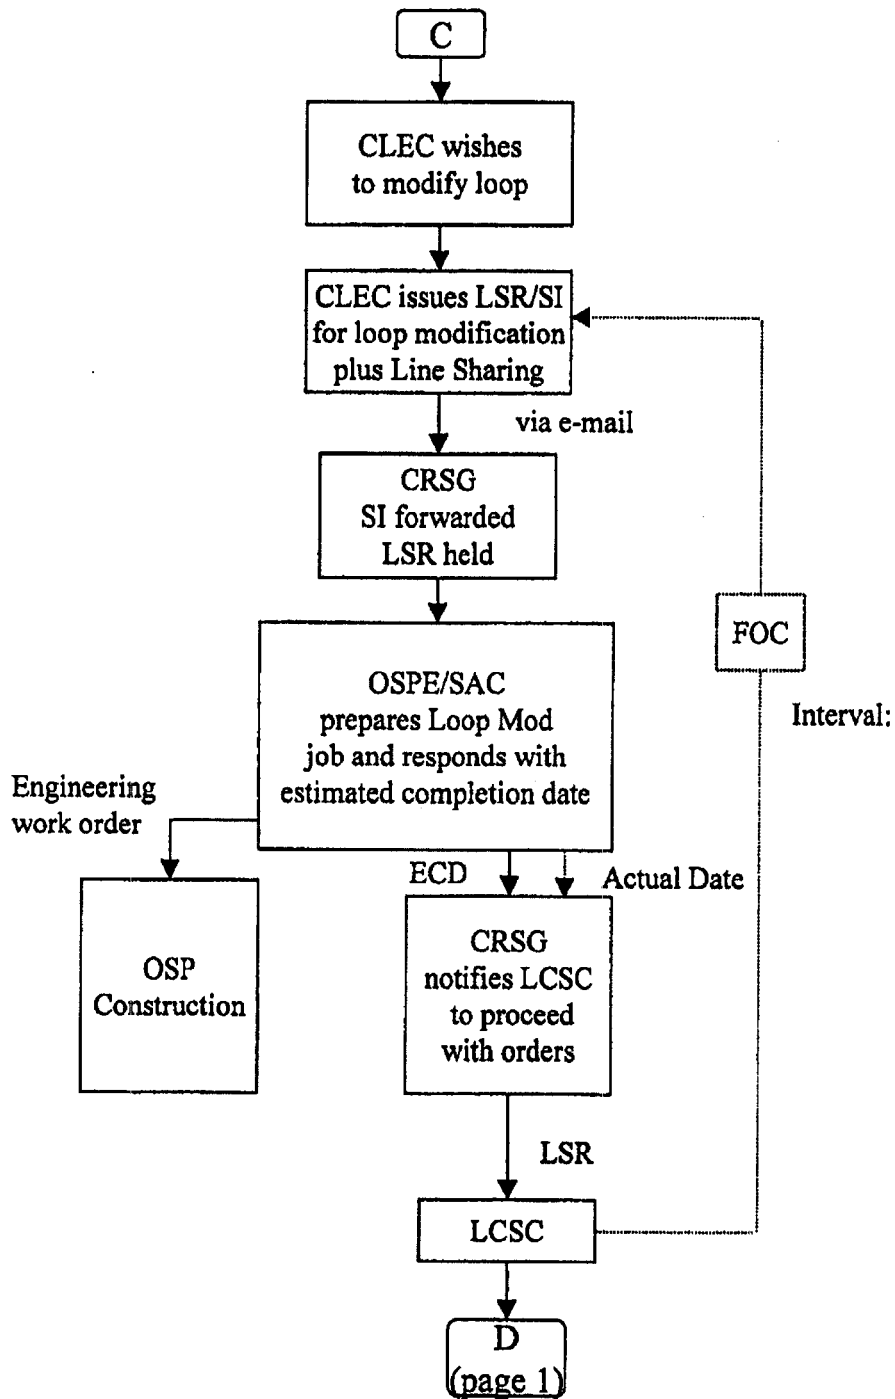 C
CLEC wishes
to modify loop
CLEC issues LSR/SI
for loop modification
plus Line Sharing
via e-mail
CRSG
SI forwarded
LSR held
FOC
Interval:
OSPE/SAC
prepares Loop Mod
job and responds with
estimated completion date
Engineering
work order
ECD
Actual Date
OSP
Construction
CRSG
notifies LCSC
to proceed
with orders
LSR
LCSC
D
(page 1)